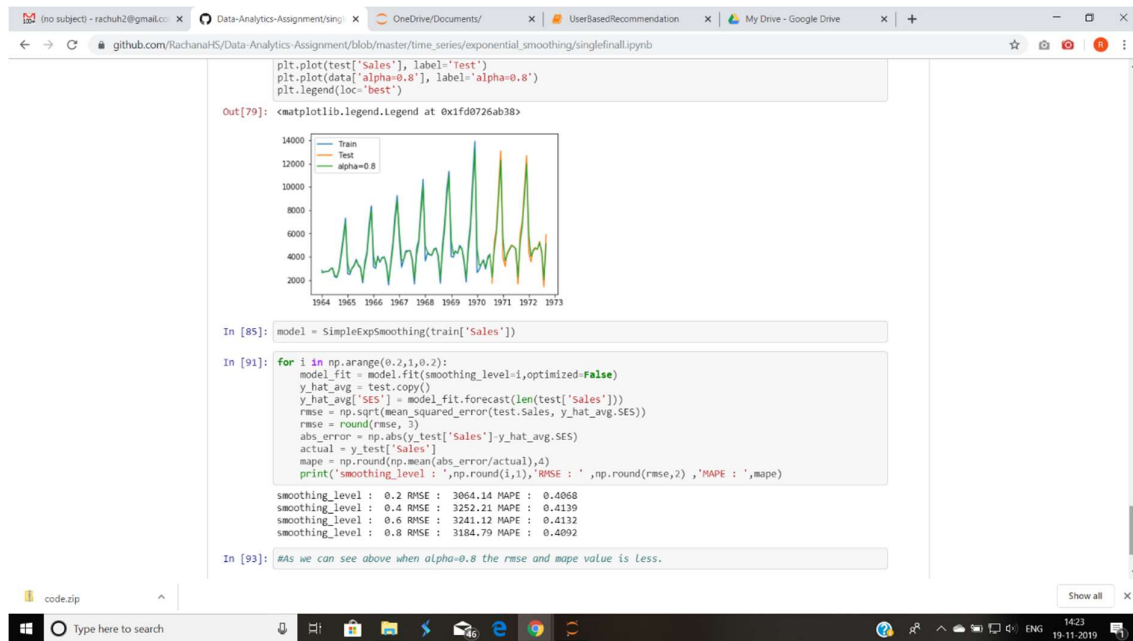 (no subject) - rachuh2@gmail.co
Data-Analytics-Assignment/singl
OneDrive/Documents/
UserBasedRecommendation
My Drive - Google Drive
github.com/RachanaHS/Data-Analytics-Assignment/blob/master/time_series/exponential_smoothing/singlefinall.ipynb
R
plt.plot(test['Sales'], label='Test')
plt.plot(data['alpha=0.8'], label='alpha=0.8')
plt.legend(loc='best')
Out[79]: <matplotlib.legend.Legend at 0x1fd0726ab38>
14000
12000
10000
8000
6000
4000
2000
Train
Test
alpha=0.8
1964 1965 1966 1967 1968 1969 1970 1971 1972 1973
In [85]: model = SimpleExpSmoothing(train['Sales'])
In [91]: for i in np.arange(0.2,1,0.2):
model_fit = model.fit(smoothing_level=i,optimized=False)
y_hat_avg = test.copy()
y_hat_avg['SES'] = model_fit.forecast(len(test['Sales']))
rmse = np.sqrt(mean_squared_error(test.Sales, y_hat_avg.SES))
rmse = round(rmse, 3)
abs_error = np.abs(y_test['Sales']-y_hat_avg.SES)
actual = y_test['Sales']
mape = np.round(np.mean(abs_error/actual),4)
print('smoothing_level : ',np.round(i,1),'RMSE : ' ,np.round(rmse,2) ,'MAPE : ',mape)
smoothing_level :  0.2 RMSE :  3064.14 MAPE :  0.4068
smoothing_level :  0.4 RMSE :  3252.21 MAPE :  0.4139
smoothing_level :  0.6 RMSE :  3241.12 MAPE :  0.4132
smoothing_level :  0.8 RMSE :  3184.79 MAPE :  0.4092
In [93]: #As we can see above when alpha=0.8 the rmse and mape value is less.
code.zip
Show all
Type here to search
46
ENG
14:23
19-11-2019
1